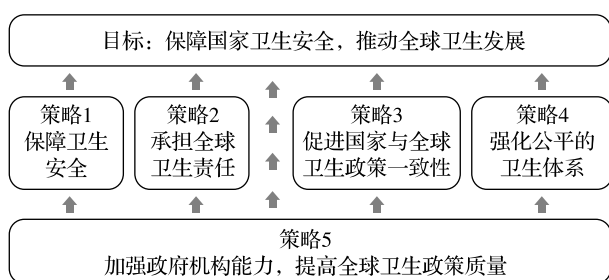 目标：保障国家卫生安全，推动全球卫生发展
策略1
保障卫生
安全
策略2
承担全球
卫生责任
策略3
促进国家与全球
卫生政策一致性
策略4
强化公平的
卫生体系
策略5
加强政府机构能力，提高全球卫生政策质量